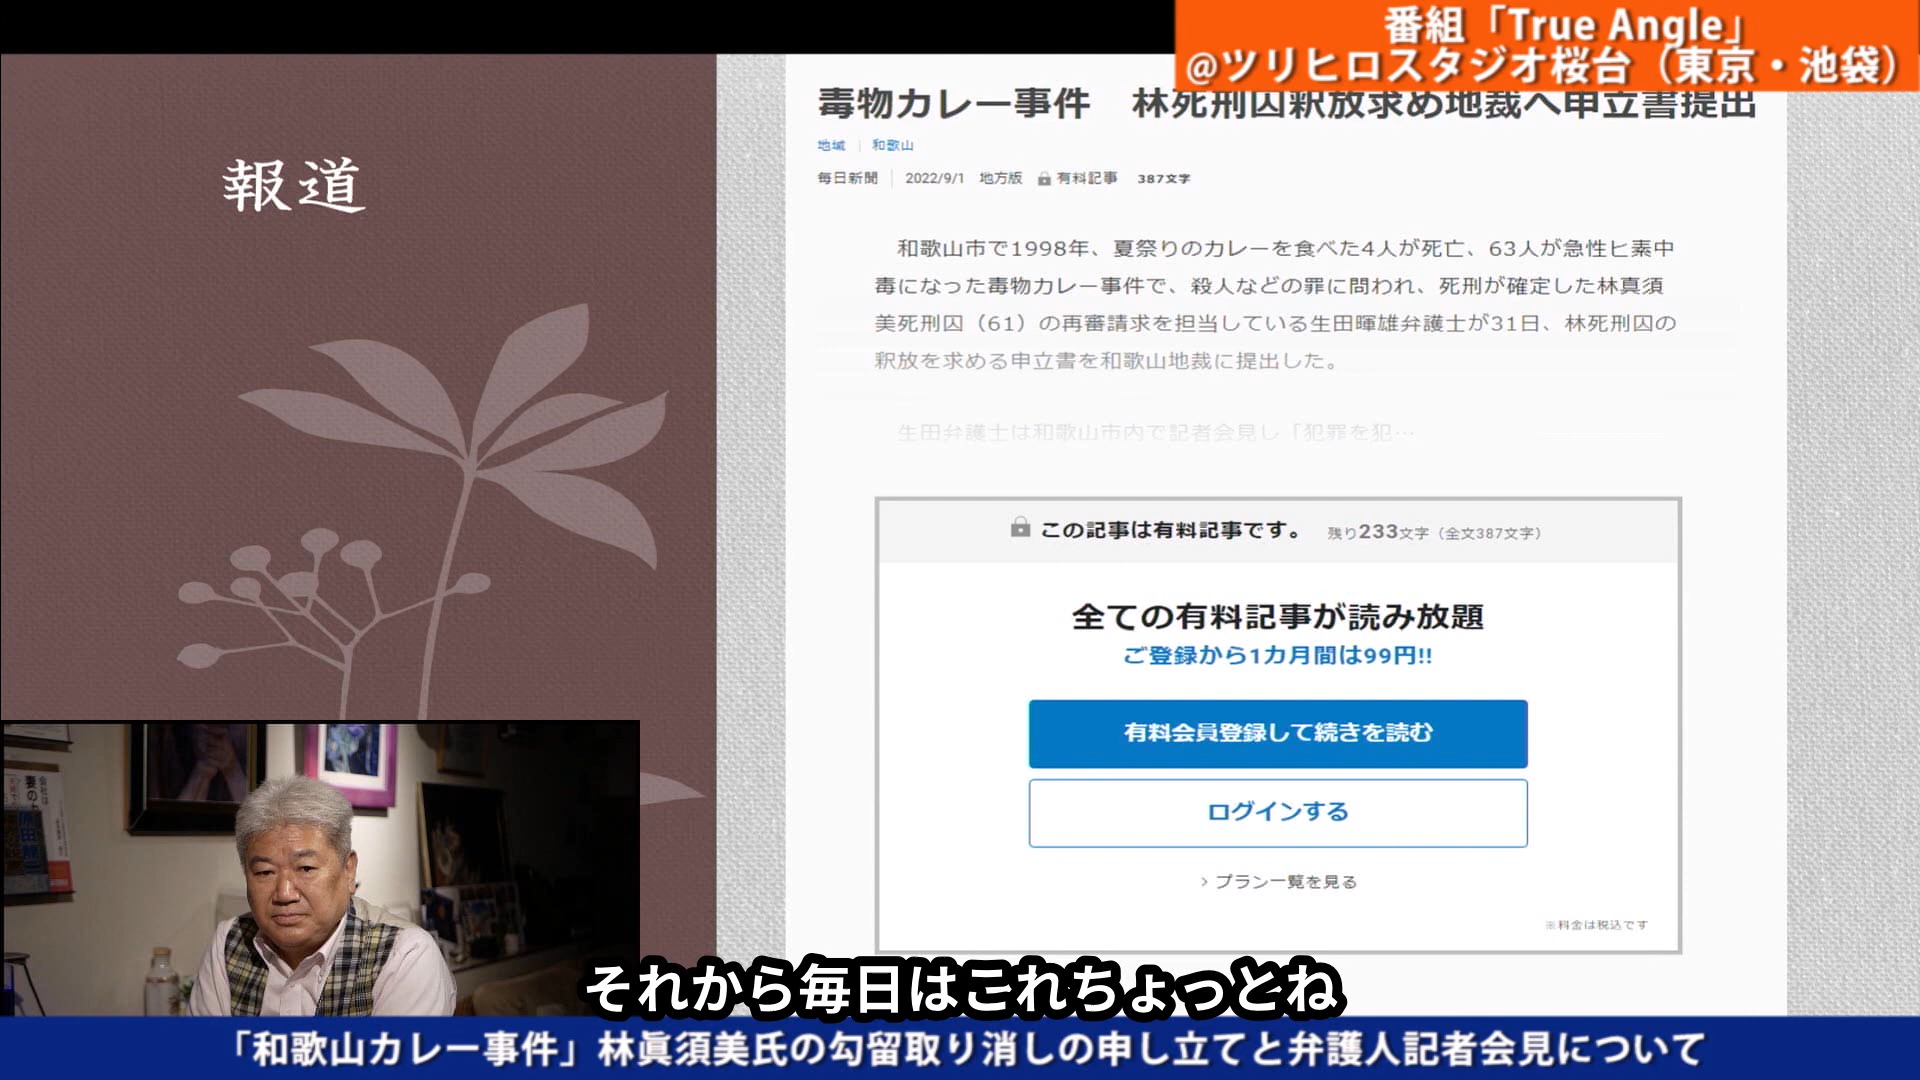 番組「True Angle」
@ツリヒロスタジオ桜台（東京・池袋）
報道
毒物カレー事件　林死刑囚釈放求め地裁へ申立書提出
地域 | 和歌山
毎日新聞 | 2022/9/1 地方版 有料記事 387文字
和歌山市で1998年、夏祭りのカレーを食べた4人が死亡、63人が急性ヒ素中
毒になった毒物カレー事件で、殺人などの罪に問われ、死刑が確定した林真須
美死刑囚（61）の再審請求を担当している生田暉雄弁護士が31日、林死刑囚の
釈放を求める申立書を和歌山地裁に提出した。
生田弁護士は和歌山市内で記者会見し「犯罪を犯…
この記事は有料記事です。 残り233文字（全文387文字）
全ての有料記事が読み放題
ご登録から1カ月間は99円!!
有料会員登録して続きを読む
ログインする
> プラン一覧を見る
※料金は税込です
それから毎日はこれちょっとね
「和歌山カレー事件」林眞須美氏の勾留取り消しの申し立てと弁護人記者会見について